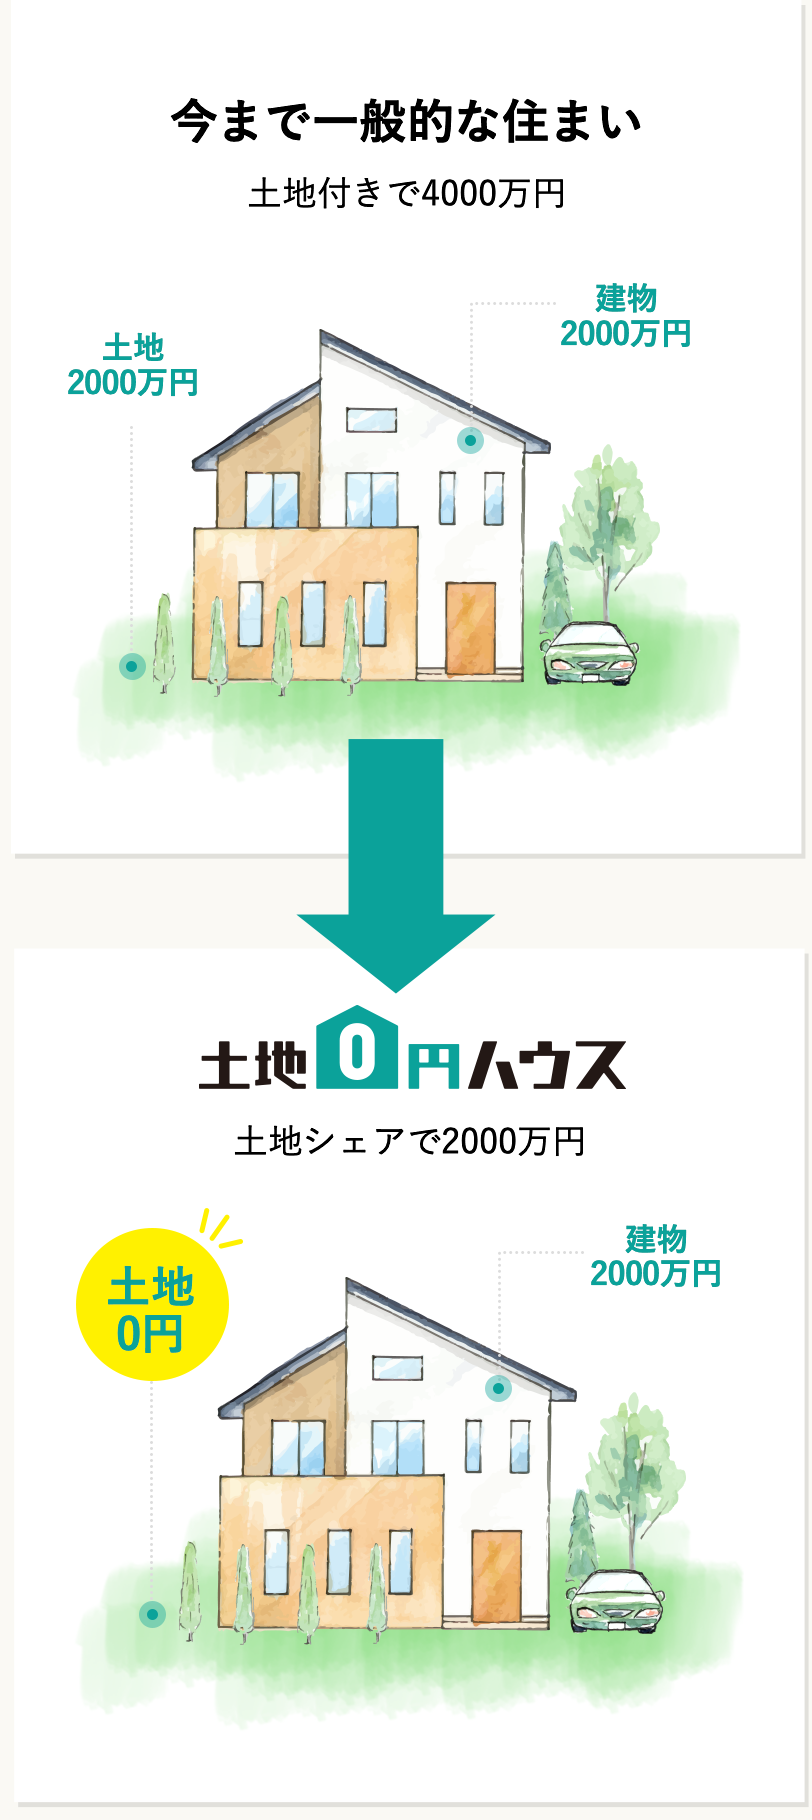 今まで一般的な住まい
土地付きで4000万円
建物
2000万円
土地
2000万円
土地0円ハウス
土地シェアで2000万円
建物
2000万円
土地
0円